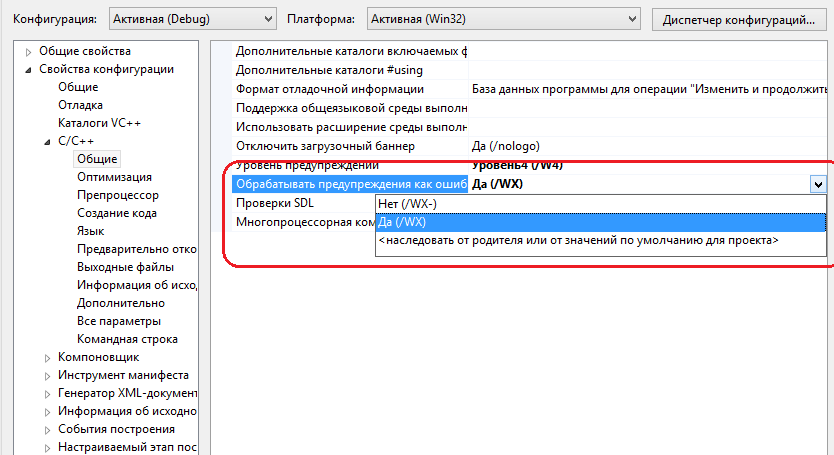 Конфигурация: Активная (Debug) Платформа: Активная (Win32) Диспетчер конфигураций...
Общие свойства
Свойства конфигурации
Общие
Отладка
Каталоги VC++
C/C++
Общие
Оптимизация
Препроцессор
Создание кода
Язык
Предварительно отко
Выходные файлы
Информация об исход
Дополнительно
Все параметры
Командная строка
Компоновщик
Инструмент манифеста
Генератор XML-документ
Информация об исходно
События построения
Настраиваемый этап пос
Дополнительные каталоги включаемых ф
Дополнительные каталоги #using
Формат отладочной информации База данных программы для операции "Изменить и продолжить
Поддержка общеязыковой среды выполн
Использовать расширение среды выполн
Отключить загрузочный баннер Да (/nologo)
Уровень предупреждений Уровень4 (/W4)
Обрабатывать предупреждения как ошиб Да (/WX)
Проверки SDL Нет (/WX-)
Многопроцессорная ком Да (/WX)
<наследовать от родителя или от значений по умолчанию для проекта>